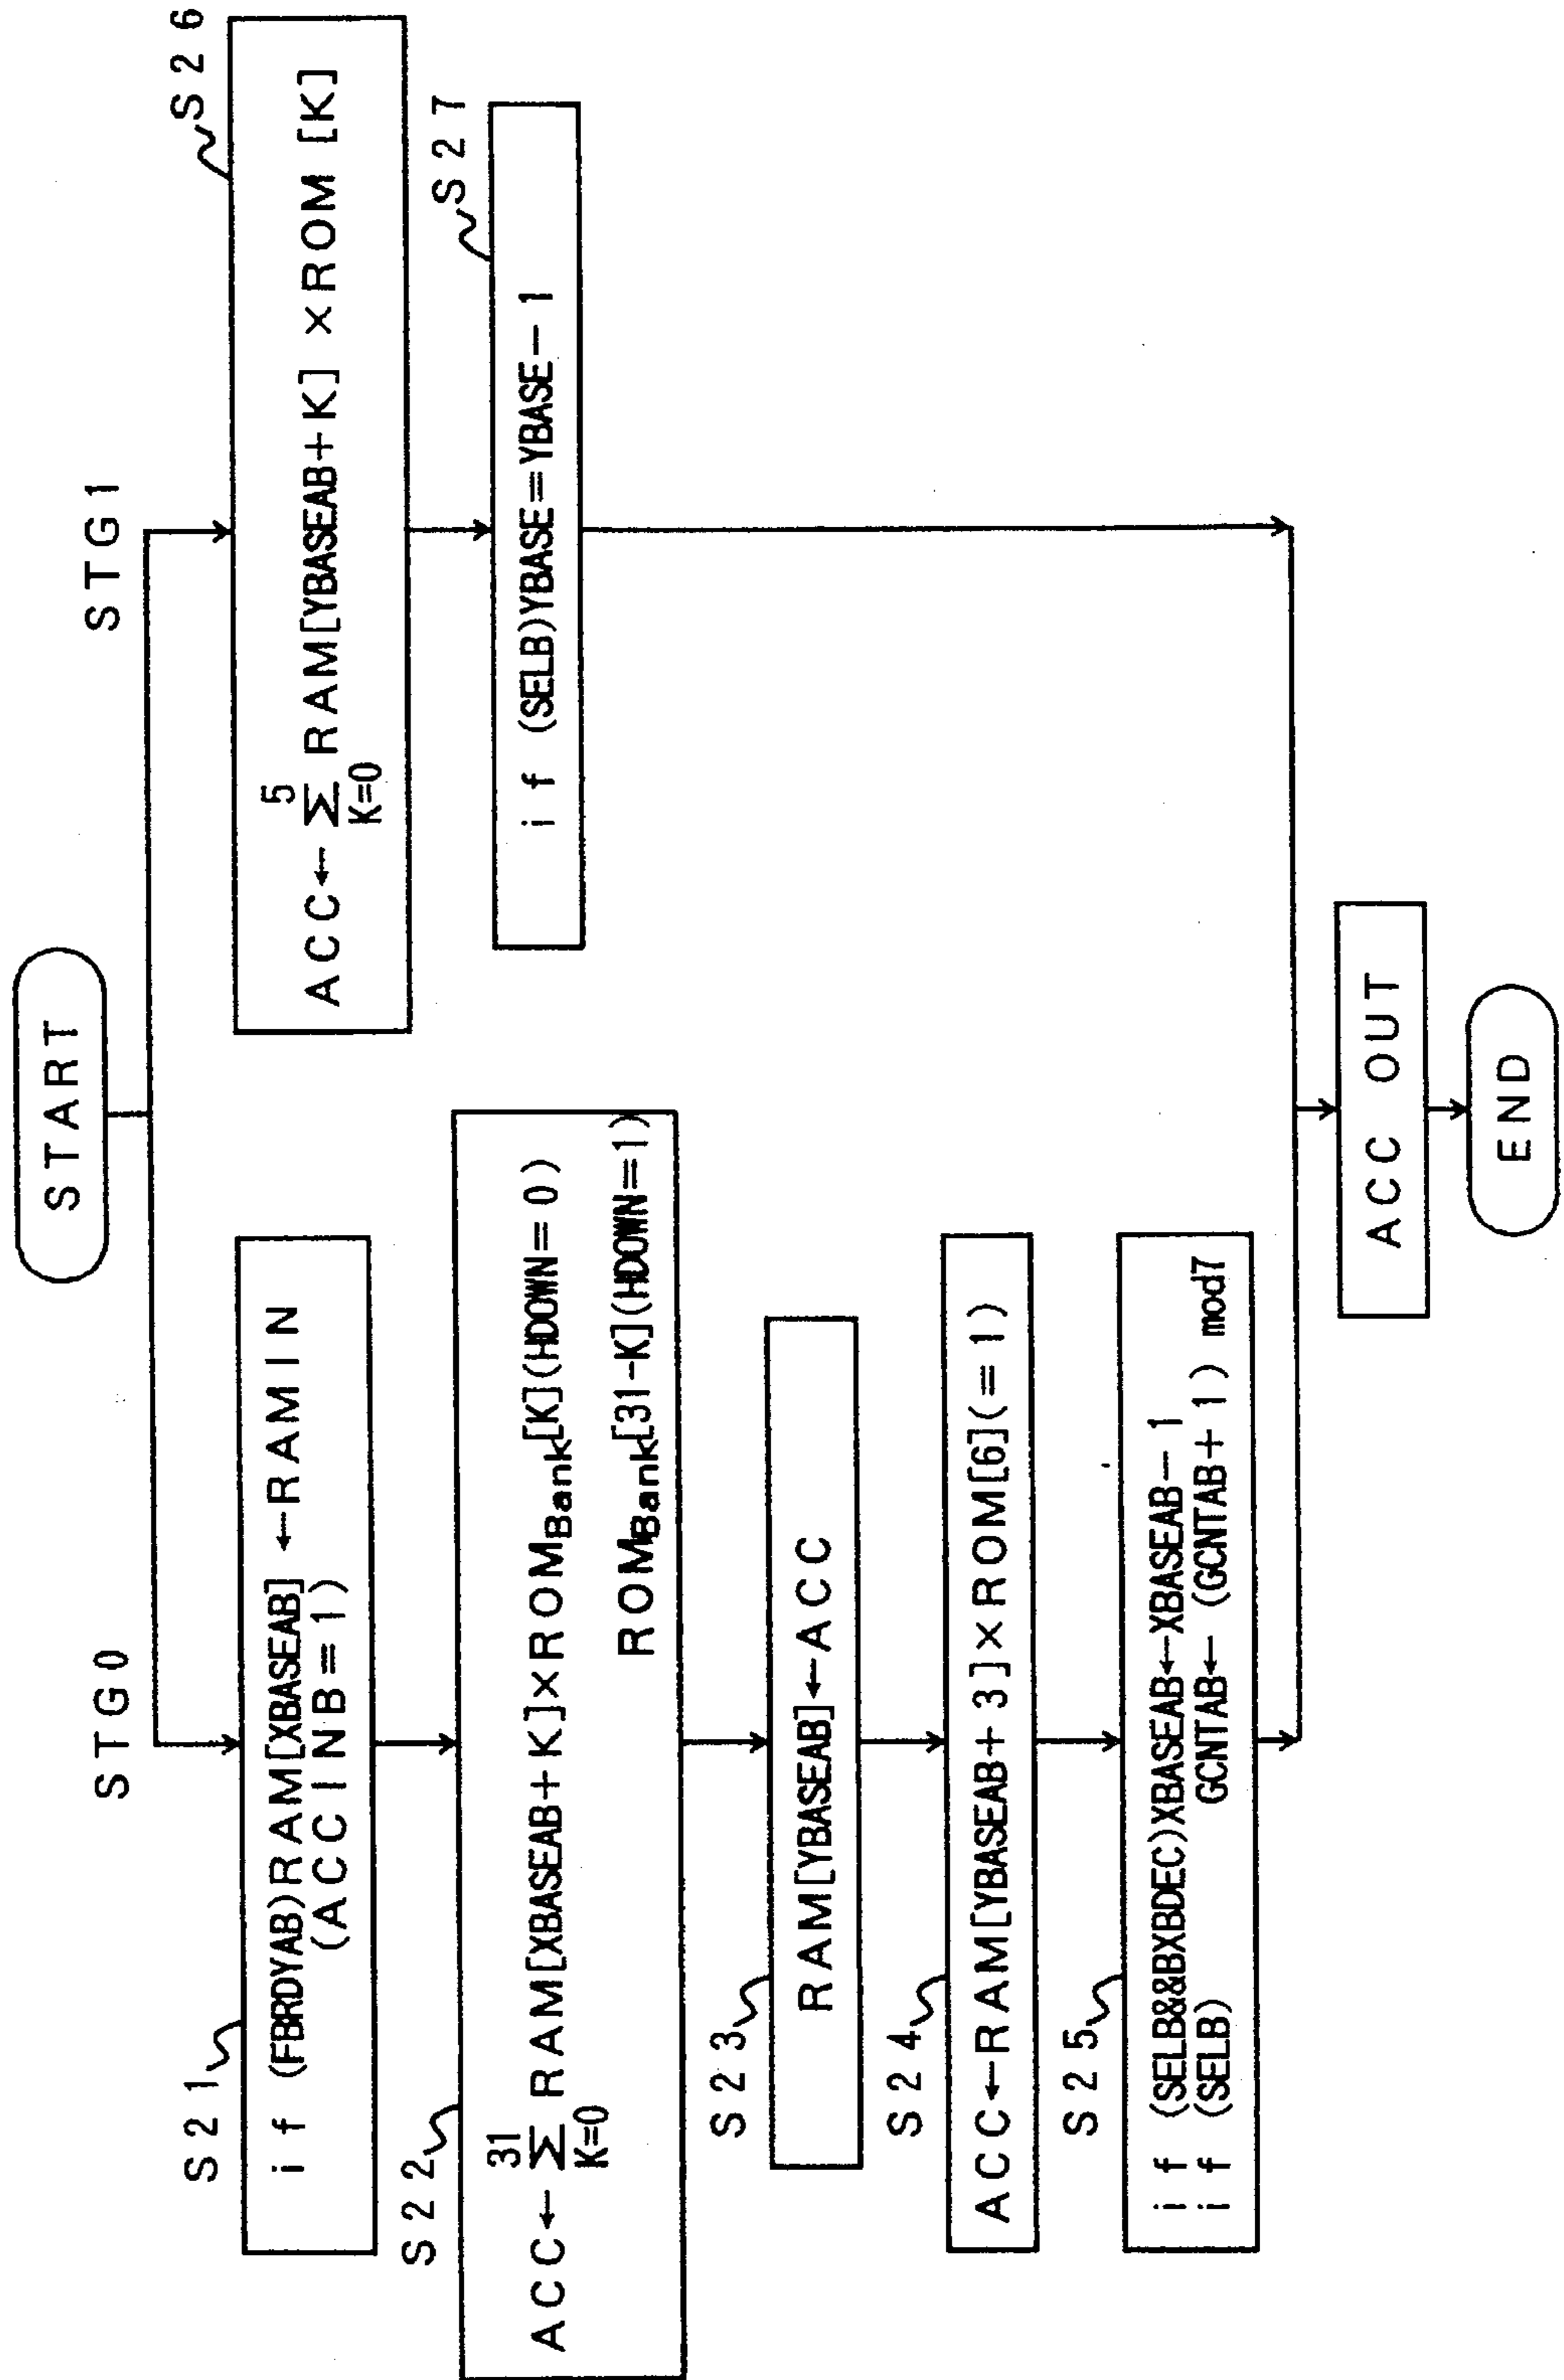 START
STG0
S21
if (FBRDYAB)RAM[XBASEAB] ←RAMIN
(ACCINB=1)
S22
31
ACC← Σ RAM[XBASEAB+K]×ROMBank[K](HDOWN=0)
K=0
ROMBank[31-K](HDOWN=1)
S23
RAM[YBASEAB]←ACC
S24
ACC←RAM[YBASEAB+3]×ROM[6](=1)
S25
if (SELB&&BXBDEC)XBASEAB←XBASEAB-1
if (SELB) GCNTAB← (GCNTAB+1) mod7
STG1
S26
5
ACC← Σ RAM[YBASEAB+K] ×ROM [K]
K=0
S27
if (SELB)YBASE=YBASE-1
ACC OUT
END